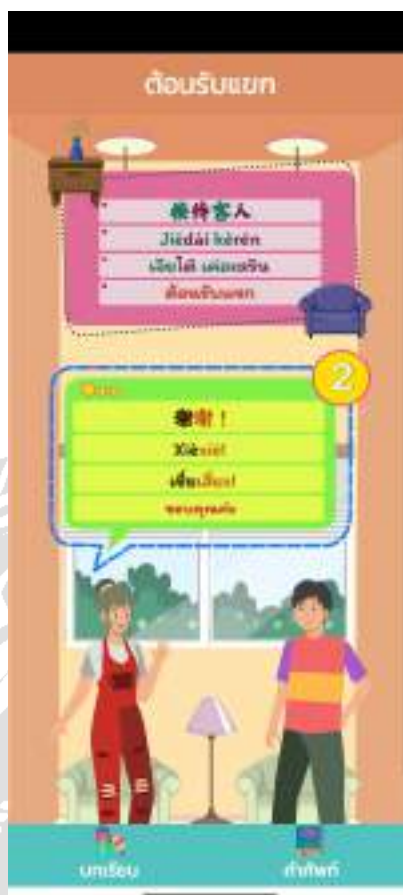 ต้อนรับแขก
接待客人
Jiēdài kèrén
เจียไต้ เค่อเหริน
ต้อนรับแขก
2
谢谢！
Xièxie!
เซี่ยเซี่ยะ!
ขอบคุณค่ะ
บทเรียน
คำศัพท์